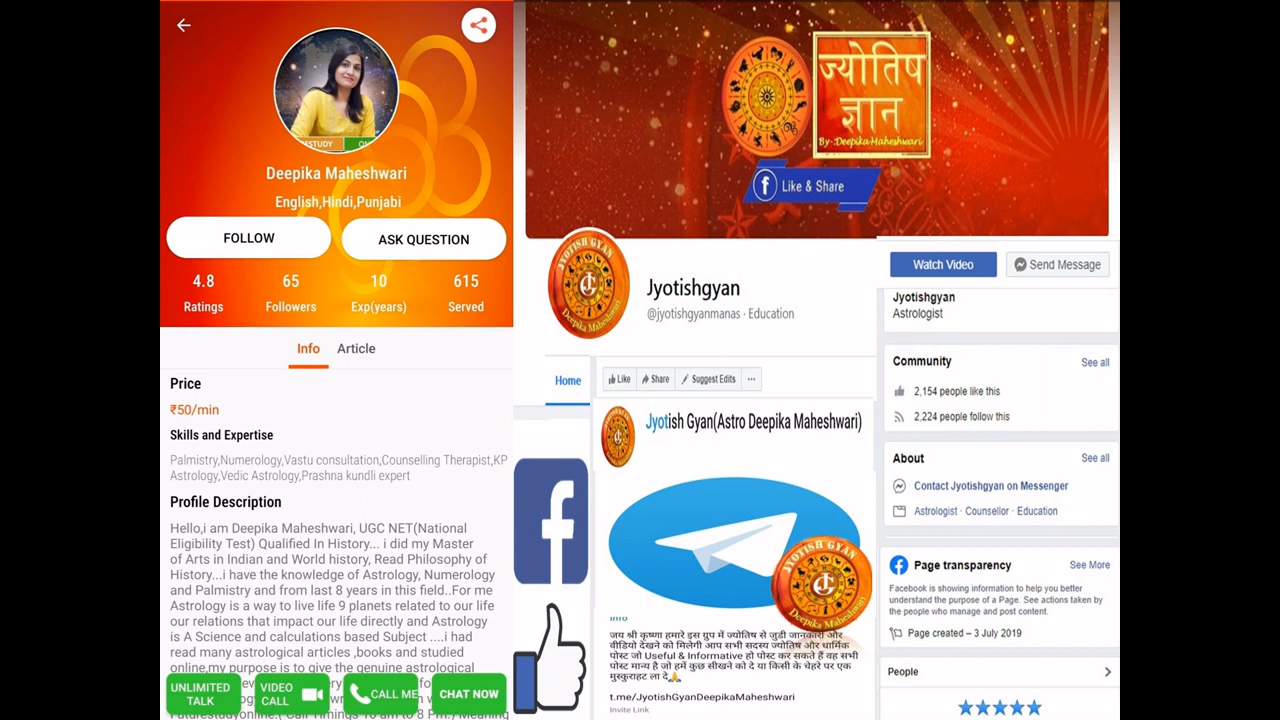 STUDY
Deepika Maheshwari
English,Hindi,Punjabi
FOLLOW
ASK QUESTION
4.8
65
10
615
Ratings
Followers
Exp(years)
Served
Info
Article
Price
₹50/min
Skills and Expertise
Palmistry,Numerology,Vastu consultation,Counselling Therapist,KP
Astrology,Vedic Astrology,Prashna kundli expert
Profile Description
Hello,i am Deepika Maheshwari, UGC NET(National
Eligibility Test) Qualified In History... i did my Master
of Arts in Indian and World history, Read Philosophy of
History...i have the knowledge of Astrology, Numerology
and Palmistry and from last 8 years in this field..For me
Astrology is a way to live life 9 planets related to our life
our relations that impact our life directly and Astrology
is A Science and calculations based Subject ....i had
read many astrological articles ,books and studied
online,my purpose is to give the genuine astrological
UNLIMITED
TALK
VIDEO
CALL
CALL ME
CHAT NOW
ज्योतिष
ज्ञान
By-:Deepika Maheshwari
Like & Share
JYOTISH GYAN
Deepika Maheshwari
Jyotishgyan
@jyotishgyanmanas · Education
Watch Video
Send Message
Jyotishgyan
Astrologist
Home
Like
Share
Suggest Edits
Community
See all
2,154 people like this
2,224 people follow this
Jyotish Gyan(Astro Deepika Maheshwari)
About
See all
Contact Jyotishgyan on Messenger
Astrologist · Counsellor · Education
JYOTISH GYAN
Deepika Maheshwari
Page transparency
See More
Facebook is showing information to help you better
understand the purpose of a Page. See actions taken by
the people who manage and post content.
Page created – 3 July 2019
People
Info
जय श्री कृष्णा हमारे इस ग्रुप में ज्योतिष से जुडी जानकारी और
वीडियो देखने को मिलेगी आप सभी सदस्य ज्योतिष और धार्मिक
पोस्ट जो Useful & Informative हो पोस्ट कर सकते हैं वह सभी
पोस्ट मान्य है जो हमें कुछ सीखने को दे या किसी के चेहरे पर एक
मुस्कुराहट ला दे🙏
t.me/JyotishGyanDeepikaMaheshwari
Invite Link